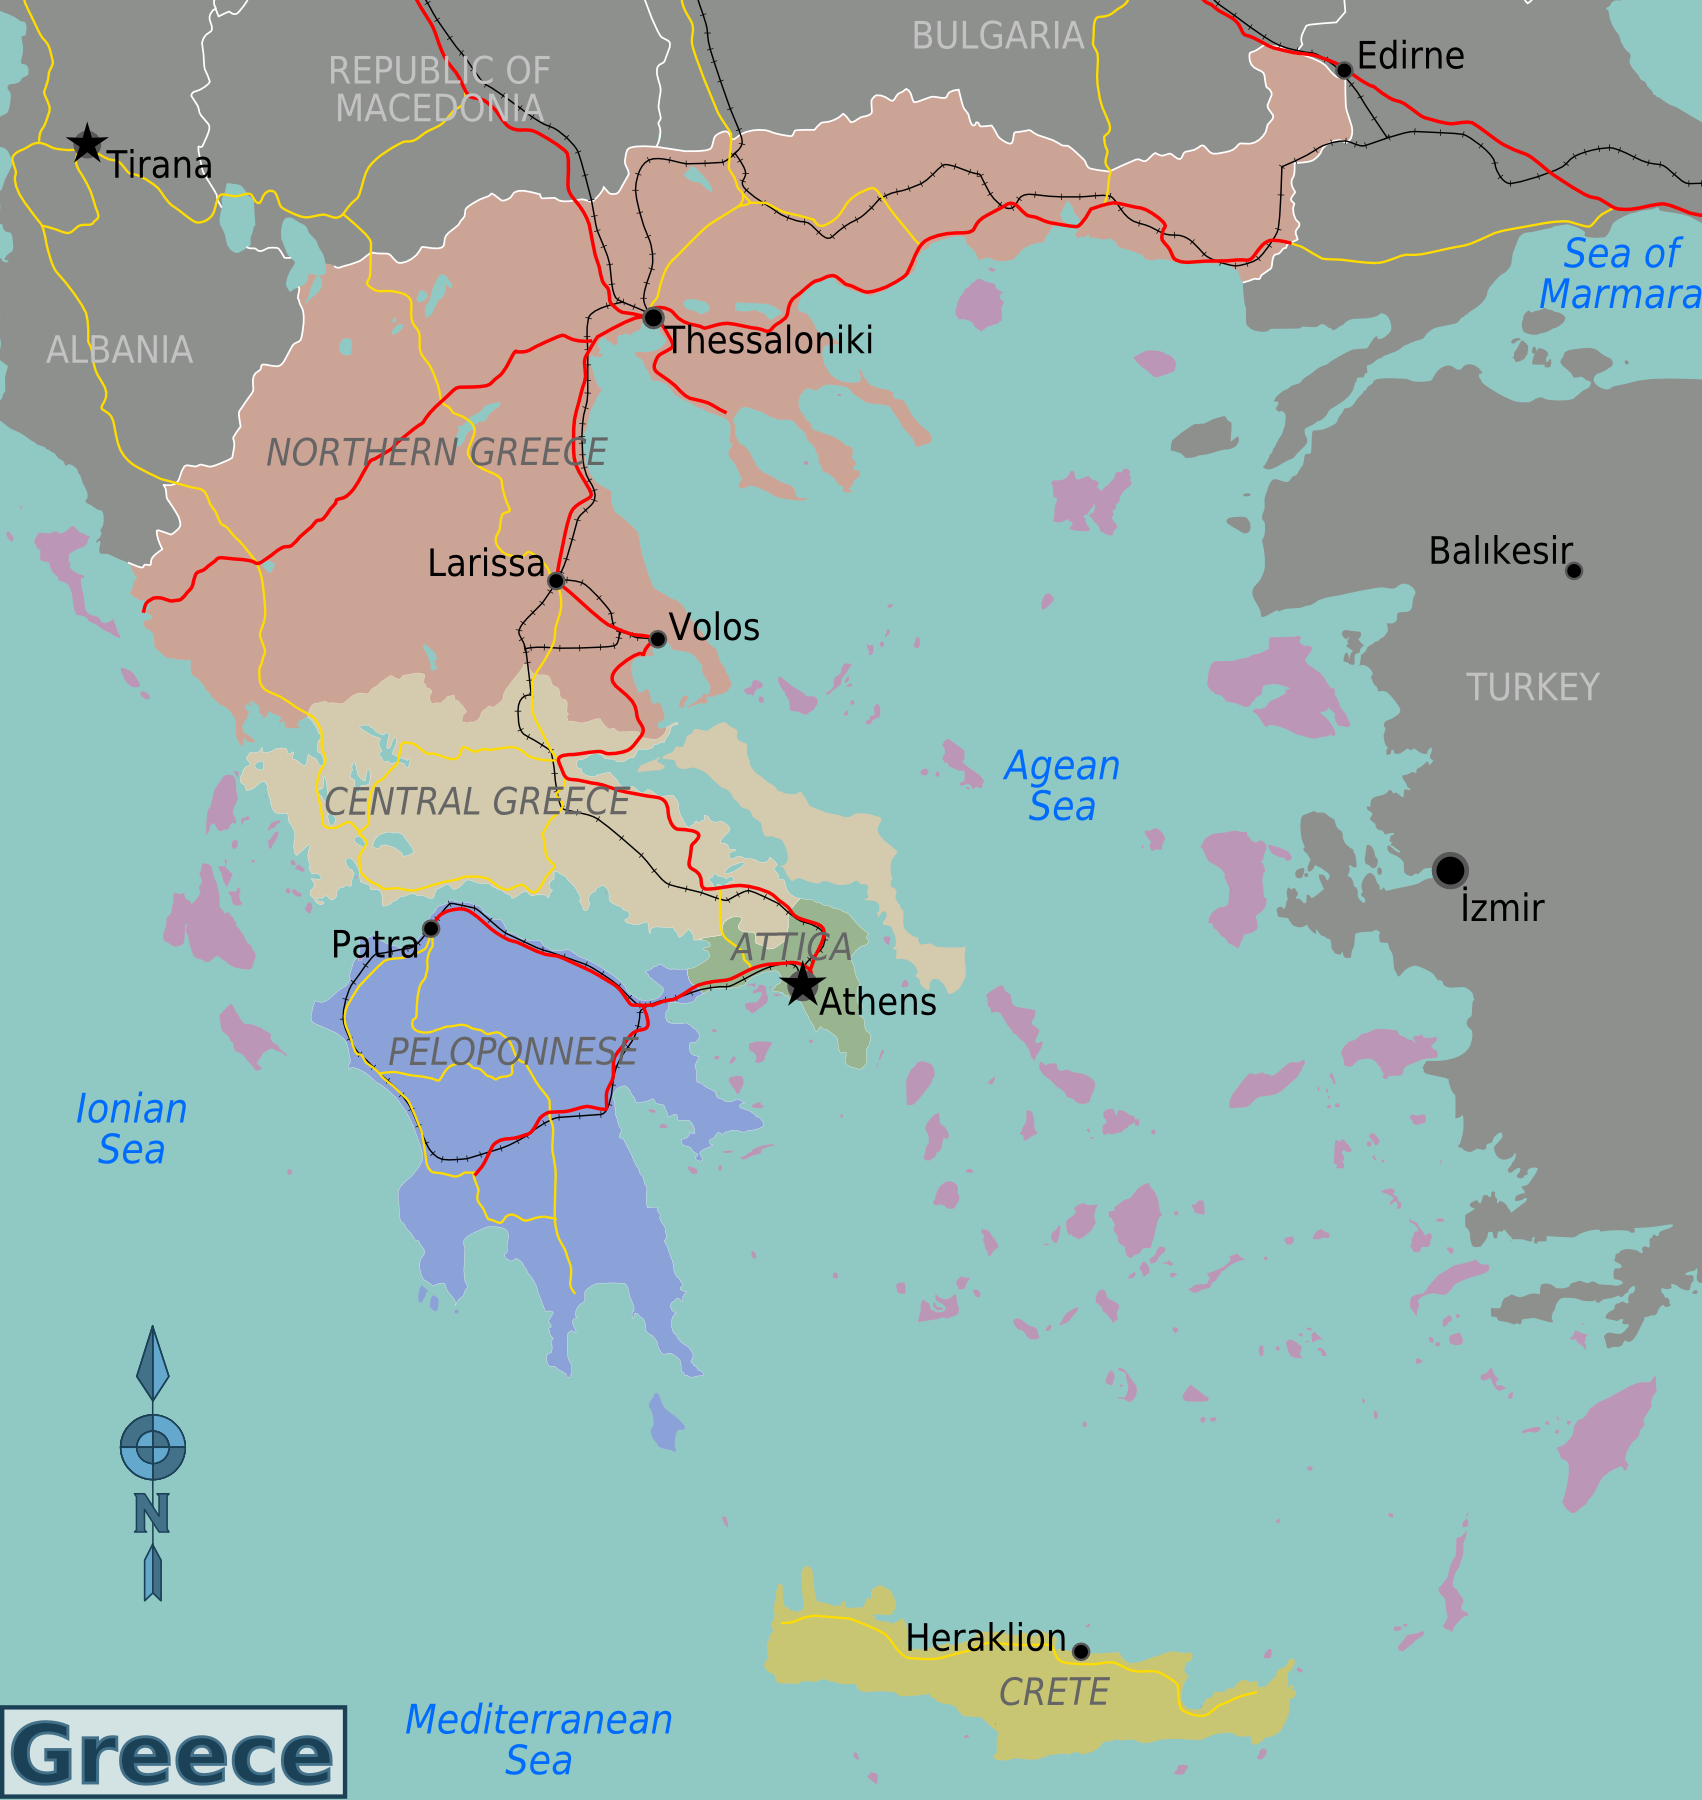 BULGARIA
Edirne
REPUBLIC OF
MACEDONIA
Tirana
Sea of
Marmara
ALBANIA
Thessaloniki
NORTHERN GREECE
Larissa
Balıkesir
Volos
TURKEY
Agean
Sea
CENTRAL GREECE
İzmir
Patra
ATTICA
Athens
PELOPONNESE
Ionian
Sea
N
Heraklion
CRETE
Mediterranean
Sea
Greece